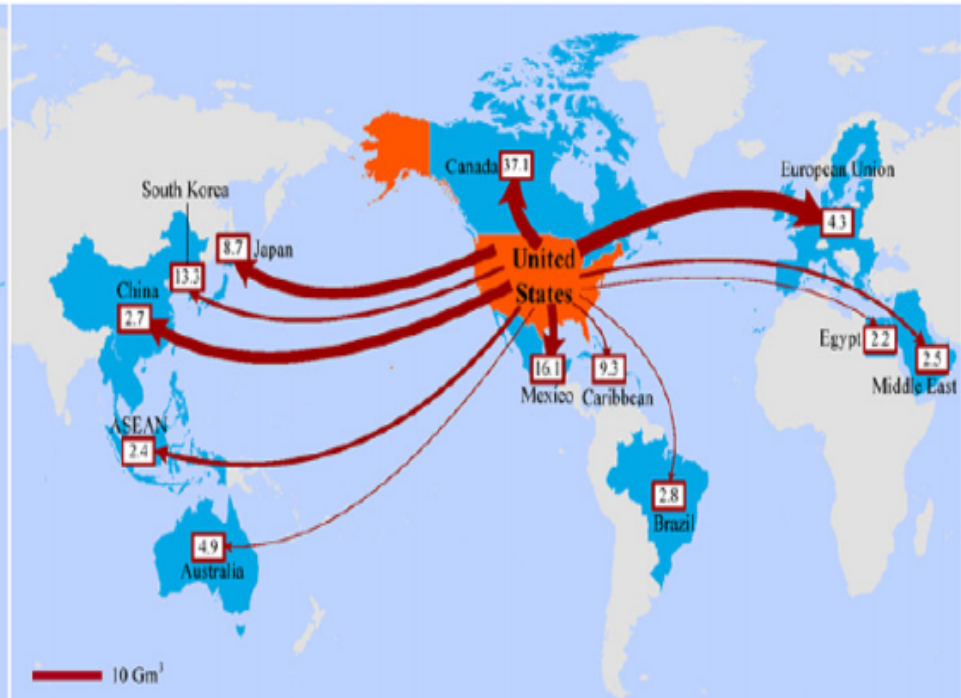 Canada
37.1
European Union
4.3
South Korea
8.7
Japan
13.3
China
2.7
United
States
Egypt
2.2
2.5
Middle East
16.1
Mexico
9.3
Caribbean
ASEAN
2.4
2.8
Brazil
4.9
Australia
10 Gm³